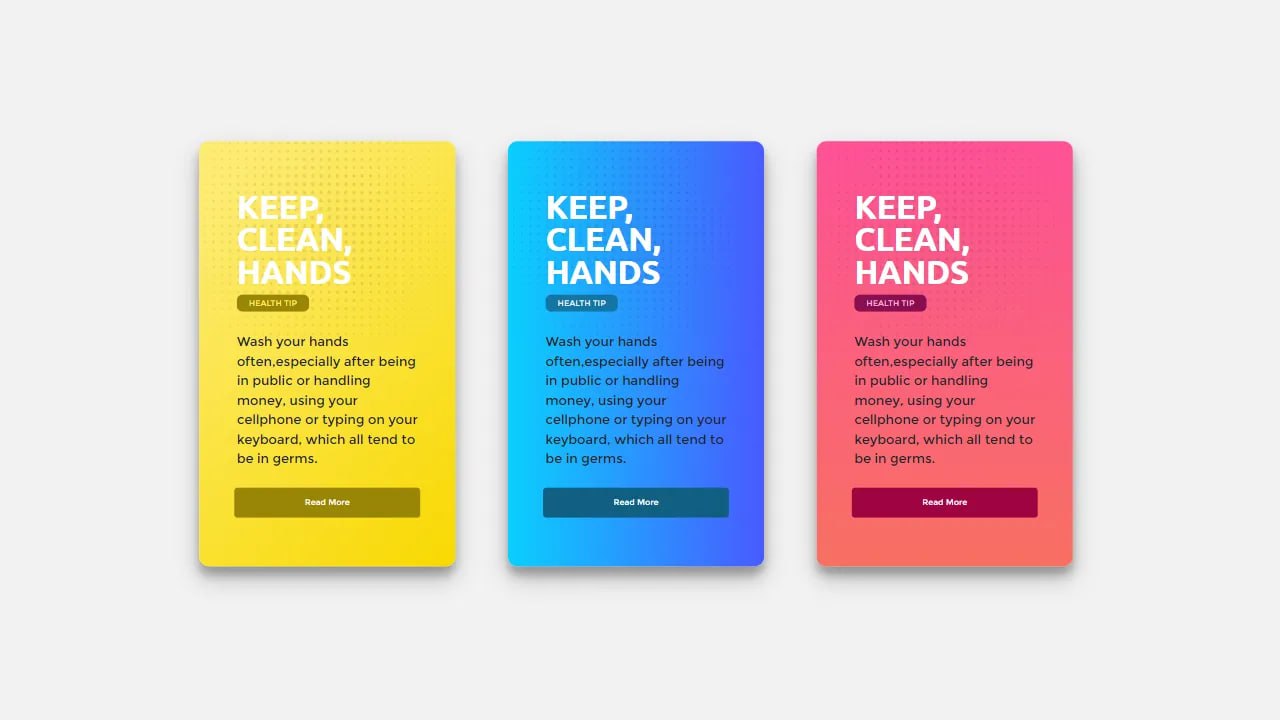 KEEP,
CLEAN,
HANDS
HEALTH TIP
Wash your hands
often,especially after being
in public or handling
money, using your
cellphone or typing on your
keyboard, which all tend to
be in germs.
Read More
KEEP,
CLEAN,
HANDS
HEALTH TIP
Wash your hands
often,especially after being
in public or handling
money, using your
cellphone or typing on your
keyboard, which all tend to
be in germs.
Read More
KEEP,
CLEAN,
HANDS
HEALTH TIP
Wash your hands
often,especially after being
in public or handling
money, using your
cellphone or typing on your
keyboard, which all tend to
be in germs.
Read More